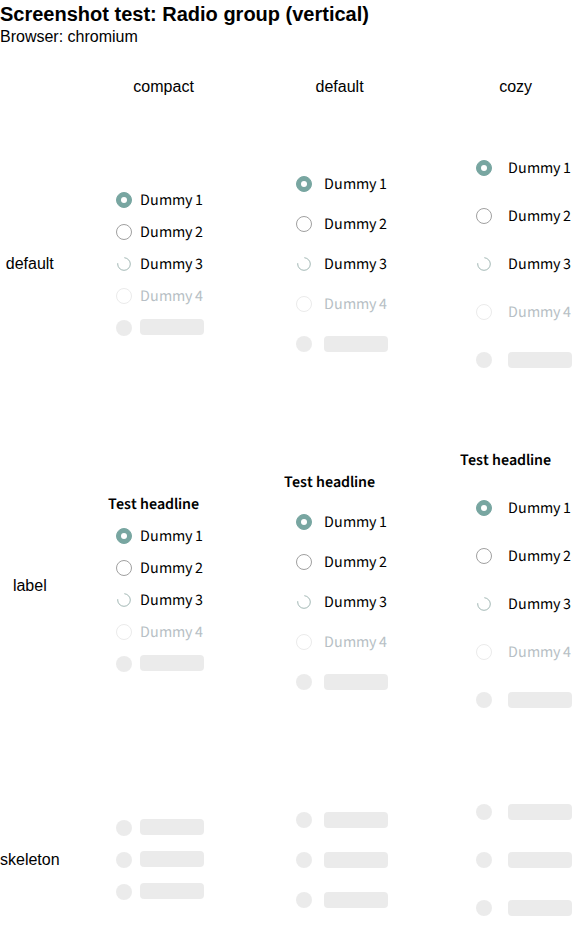 Screenshot test: Radio group (vertical)
Browser: chromium
compact default cozy
default
Dummy 1
Dummy 2
Dummy 3
Dummy 4
Dummy 1
Dummy 2
Dummy 3
Dummy 4
Dummy 1
Dummy 2
Dummy 3
Dummy 4
label
Test headline
Dummy 1
Dummy 2
Dummy 3
Dummy 4
Test headline
Dummy 1
Dummy 2
Dummy 3
Dummy 4
Test headline
Dummy 1
Dummy 2
Dummy 3
Dummy 4
skeleton